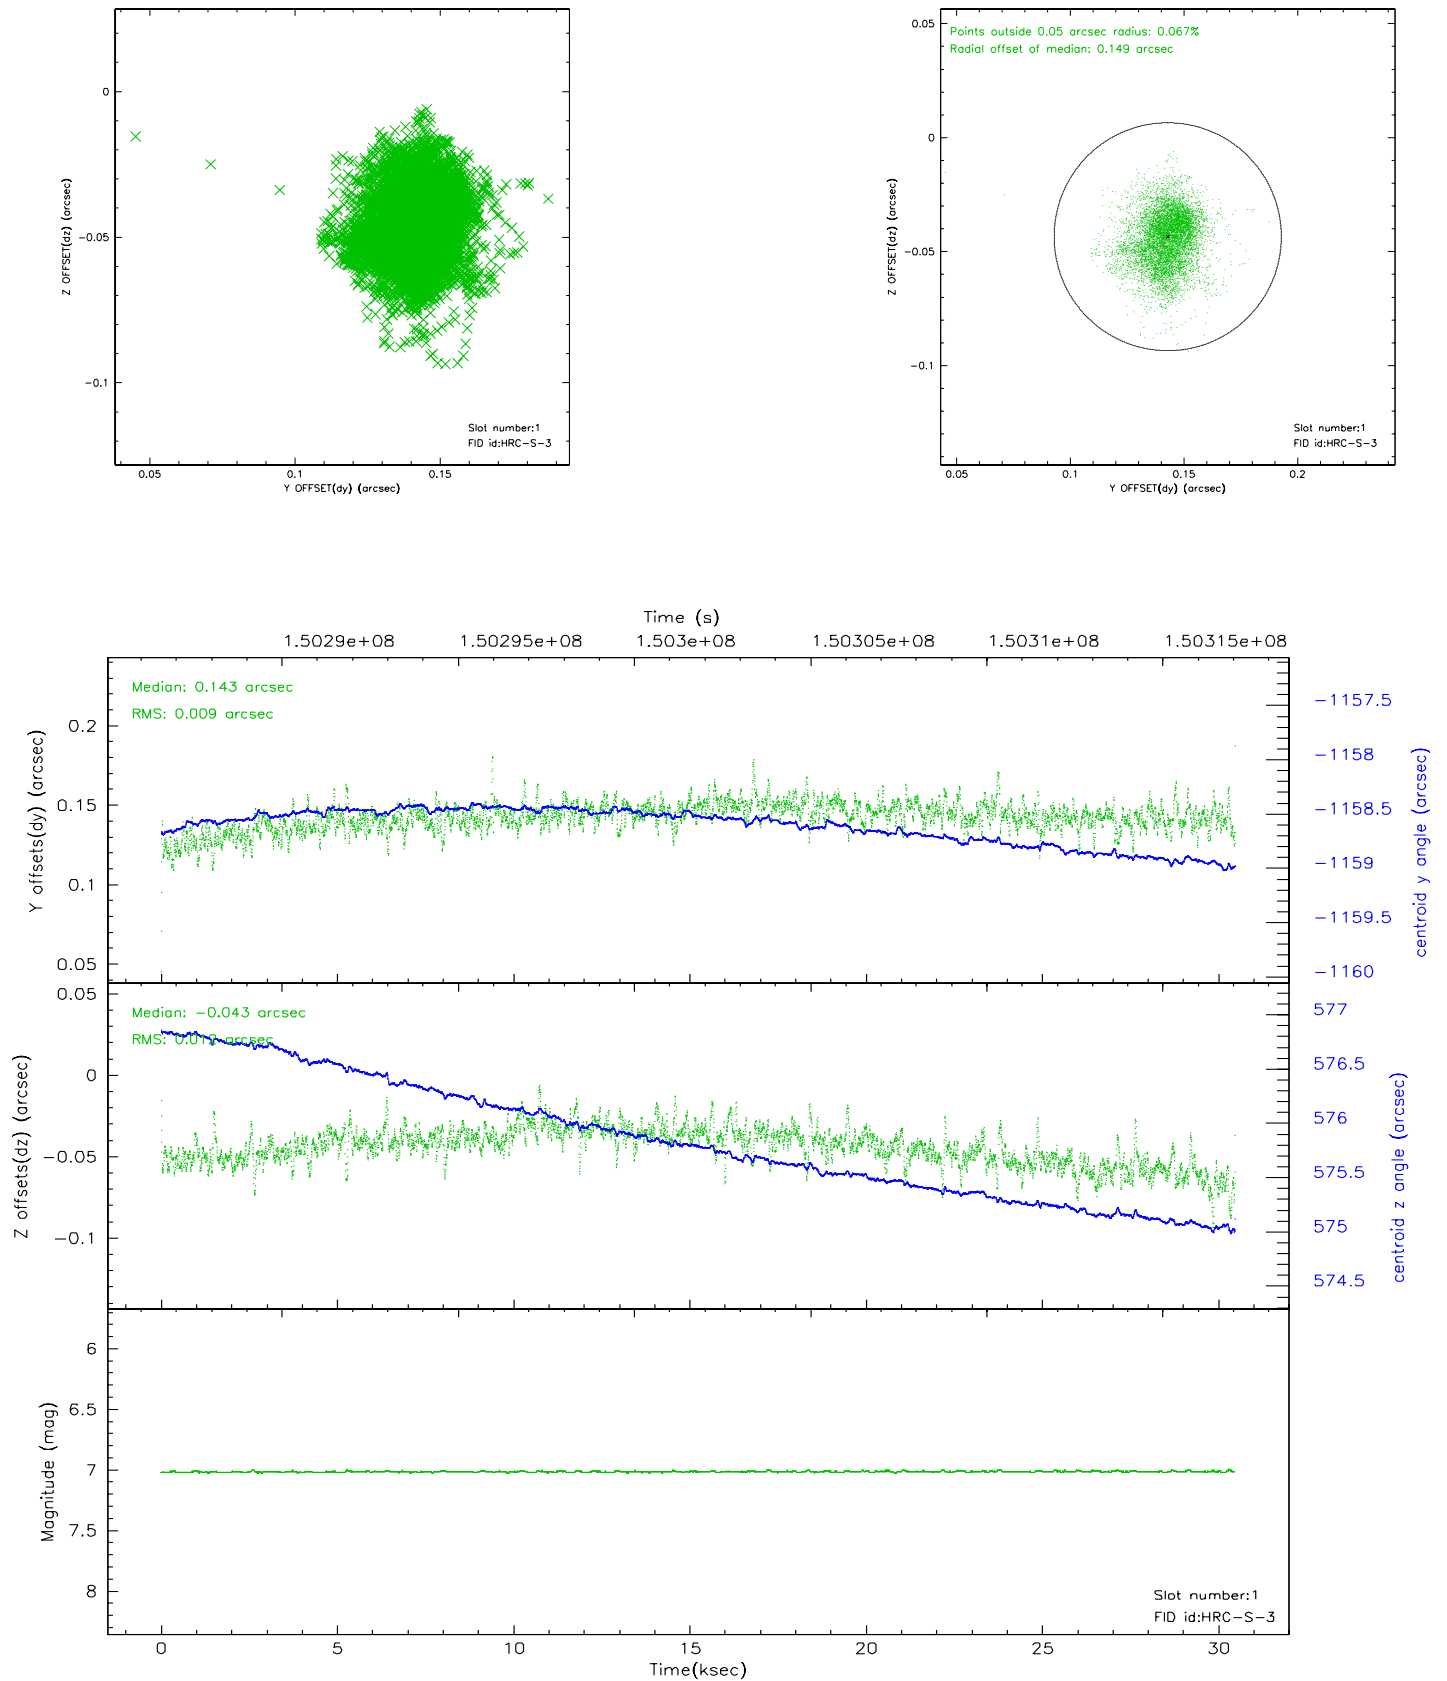 0
-0.05
-0.1
Z OFFSET(dz) (arcsec)
Slot number:1
FID id:HRC-S-3
0.05 0.1 0.15
Y OFFSET(dy) (arcsec)
Points outside 0.05 arcsec radius: 0.067%
Radial offset of median: 0.149 arcsec
0.05
0
-0.05
-0.1
Z OFFSET(dz) (arcsec)
Slot number:1
FID id:HRC-S-3
0.05 0.1 0.15 0.2
Y OFFSET(dy) (arcsec)
Time (s)
1.5029e+08 1.50295e+08 1.503e+08 1.50305e+08 1.5031e+08 1.50315e+08
Median: 0.143 arcsec
RMS: 0.009 arcsec
0.2
0.15
0.1
0.05
Y offsets(dy) (arcsec)
-1157.5
-1158
-1158.5
-1159
-1159.5
-1160
centroid y angle (arcsec)
Median: -0.043 arcsec
RMS: arcsec
0.05
0
-0.05
-0.1
Z offsets(dz) (arcsec)
577
576.5
576
575.5
575
574.5
centroid z angle (arcsec)
6
6.5
7
7.5
8
Magnitude (mag)
Slot number:1
FID id:HRC-S-3
0 5 10 15 20 25 30
Time(ksec)